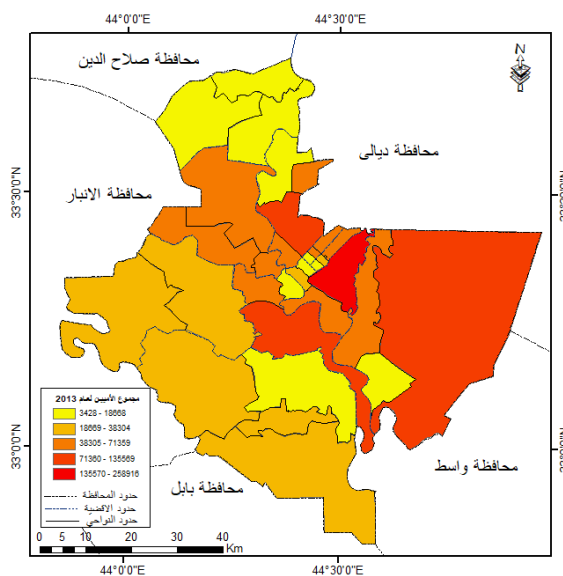 44°0'0"E
44°30'0"E
محافظة صلاح الدين
N
محافظة ديالى
33°30'0"N
محافظة الانبار
مجموع الأميين لعام 2013
3428 - 18668
18669 - 38304
38305 - 71359
71360 - 135569
135570 - 258916
حدود المحافظة
حدود الاقضية
حدود النواحي
33°0'0"N
محافظة واسط
محافظة بابل
0 5 10 20 30 40
Km
44°0'0"E
44°30'0"E